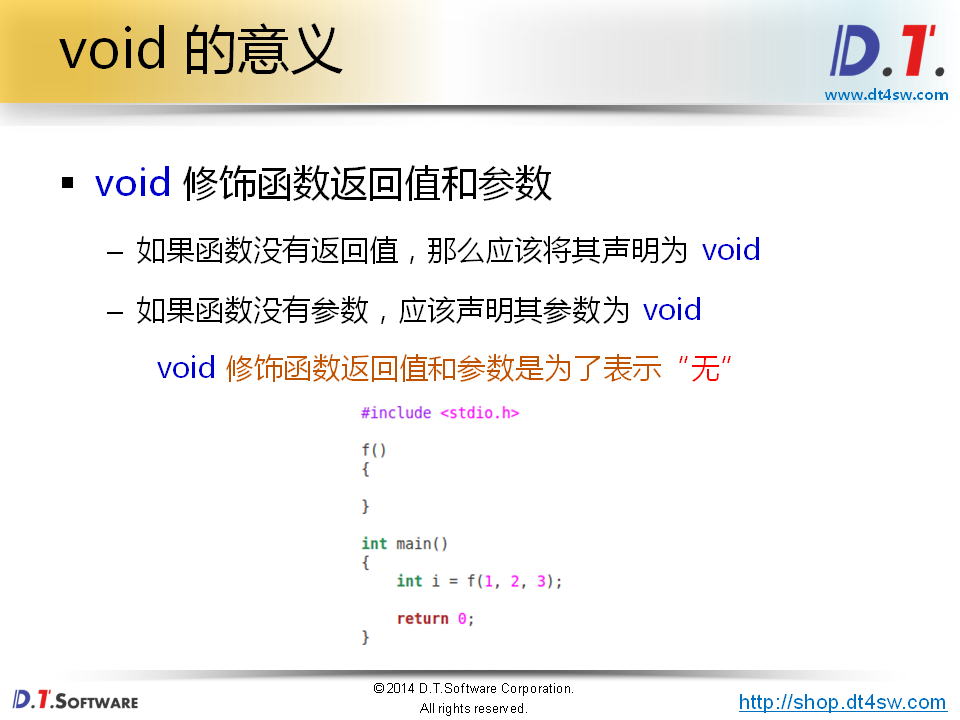 void 的意义
D.T.
www.dt4sw.com
void 修饰函数返回值和参数
– 如果函数没有返回值，那么应该将其声明为 void
– 如果函数没有参数，应该声明其参数为 void
void 修饰函数返回值和参数是为了表示“无”
#include <stdio.h>
f()
{
}
int main()
{
int i = f(1, 2, 3);
return 0;
}
D.T.SOFTWARE
©2014 D.T.Software Corporation.
All rights reserved.
http://shop.dt4sw.com